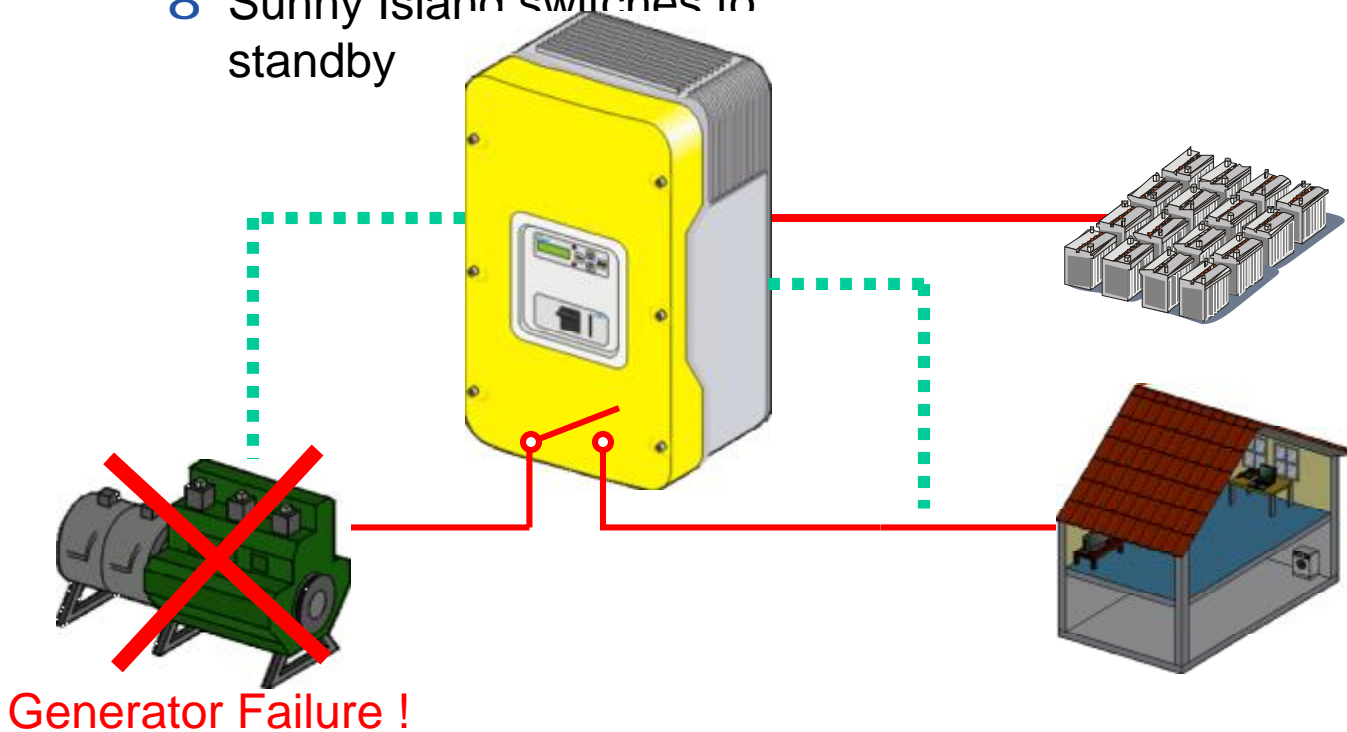 8 Sunny Island switches to
standby
Generator Failure !